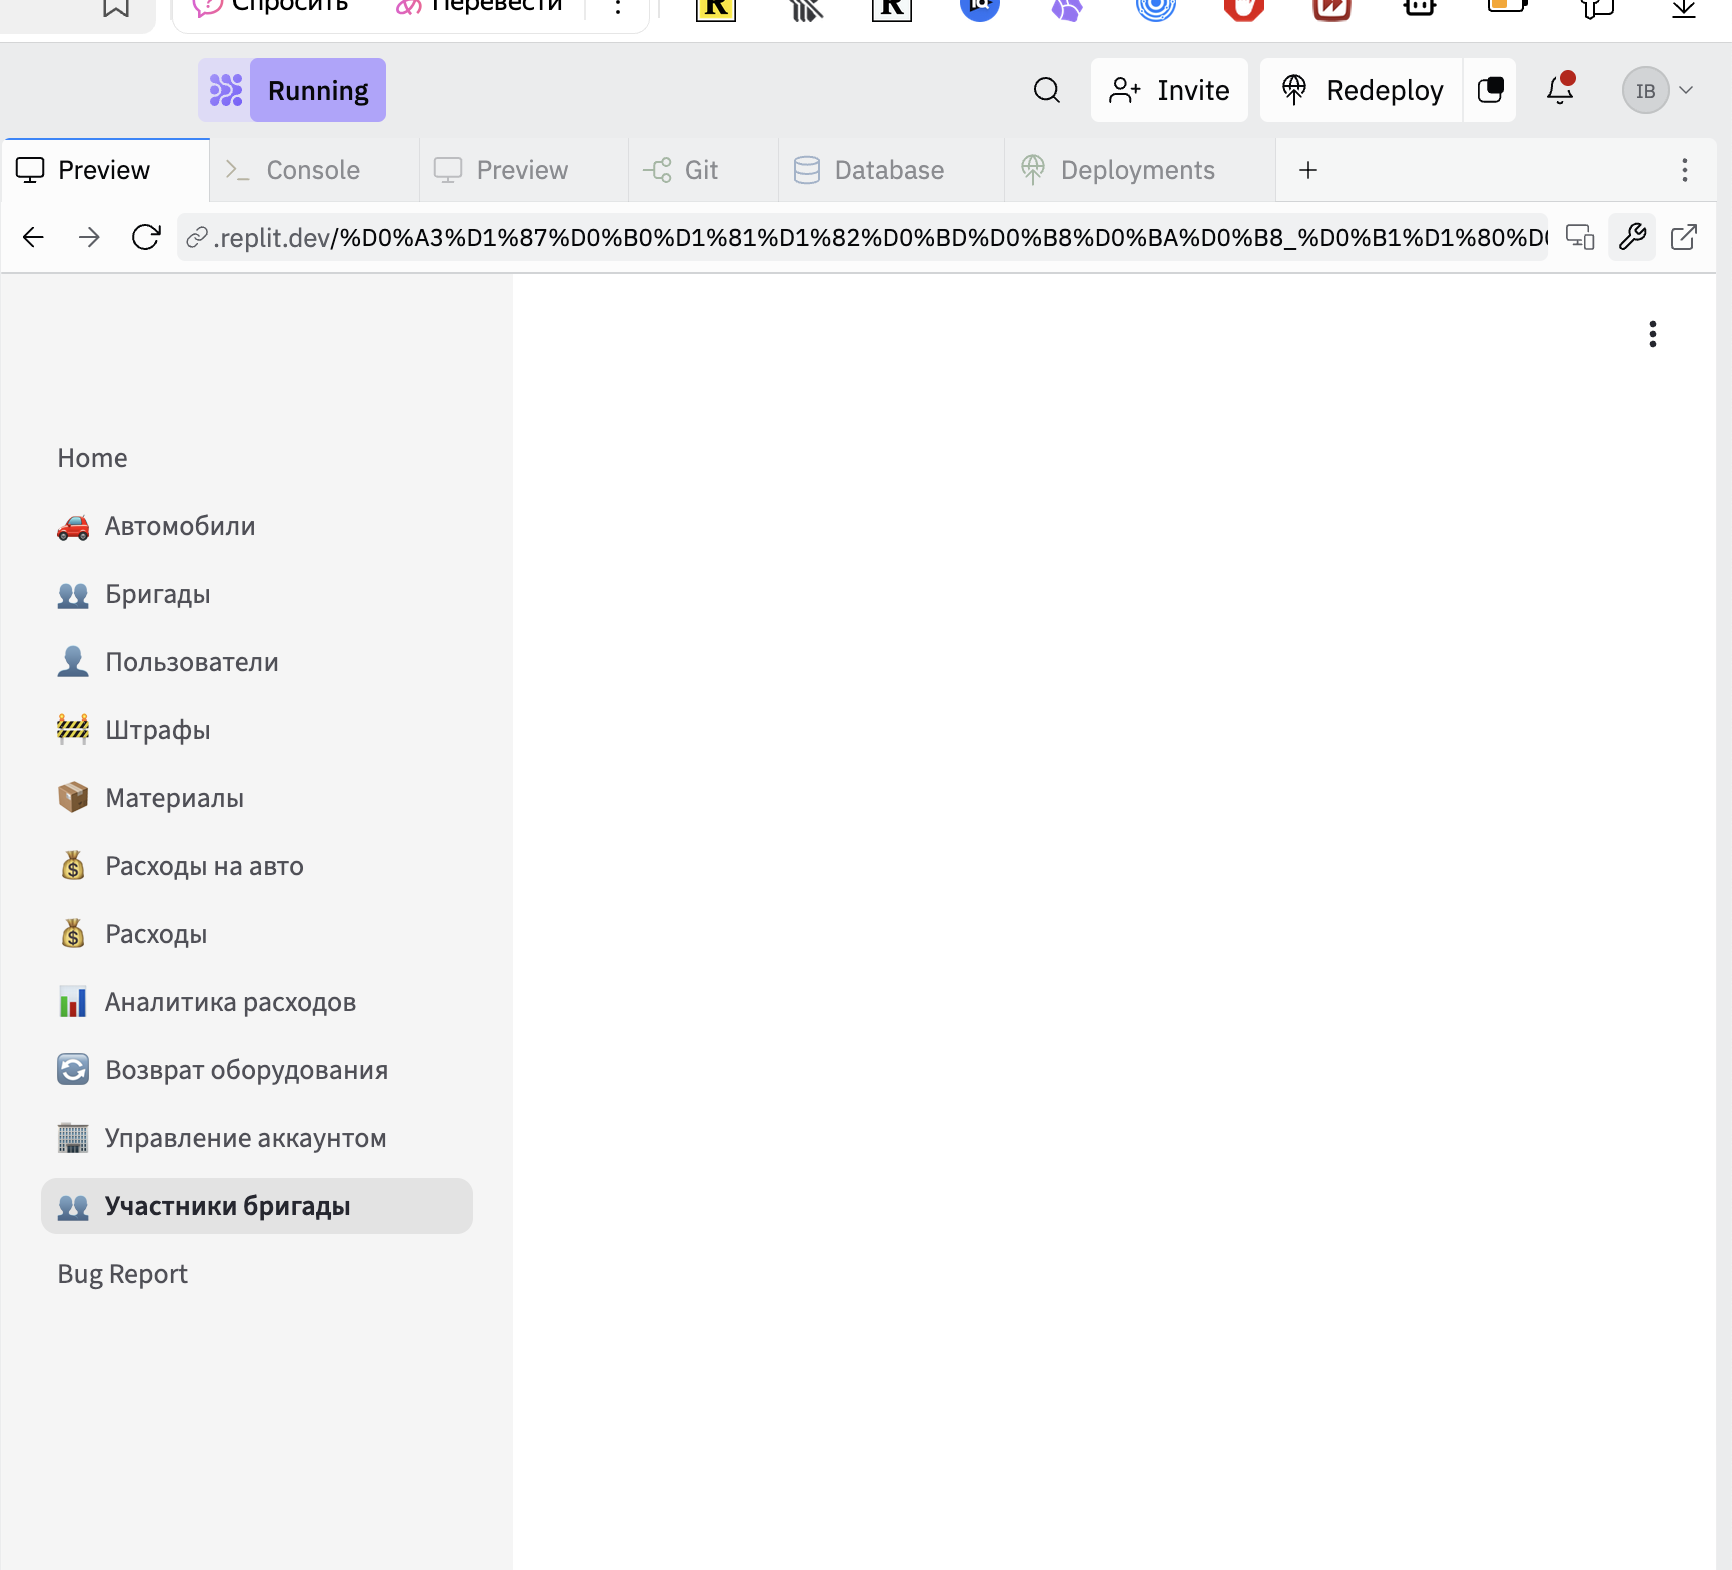 Спросить Перевести
Running Invite Redeploy IB
Preview Console Preview Git Database Deployments
.replit.dev/%D0%A3%D1%87%D0%B0%D1%81%D1%82%D0%BD%D0%B8%D0%BA%D0%B8_%D0%B1%D1%80%D
Home
Автомобили
Бригады
Пользователи
Штрафы
Материалы
Расходы на авто
Расходы
Аналитика расходов
Возврат оборудования
Управление аккаунтом
Участники бригады
Bug Report